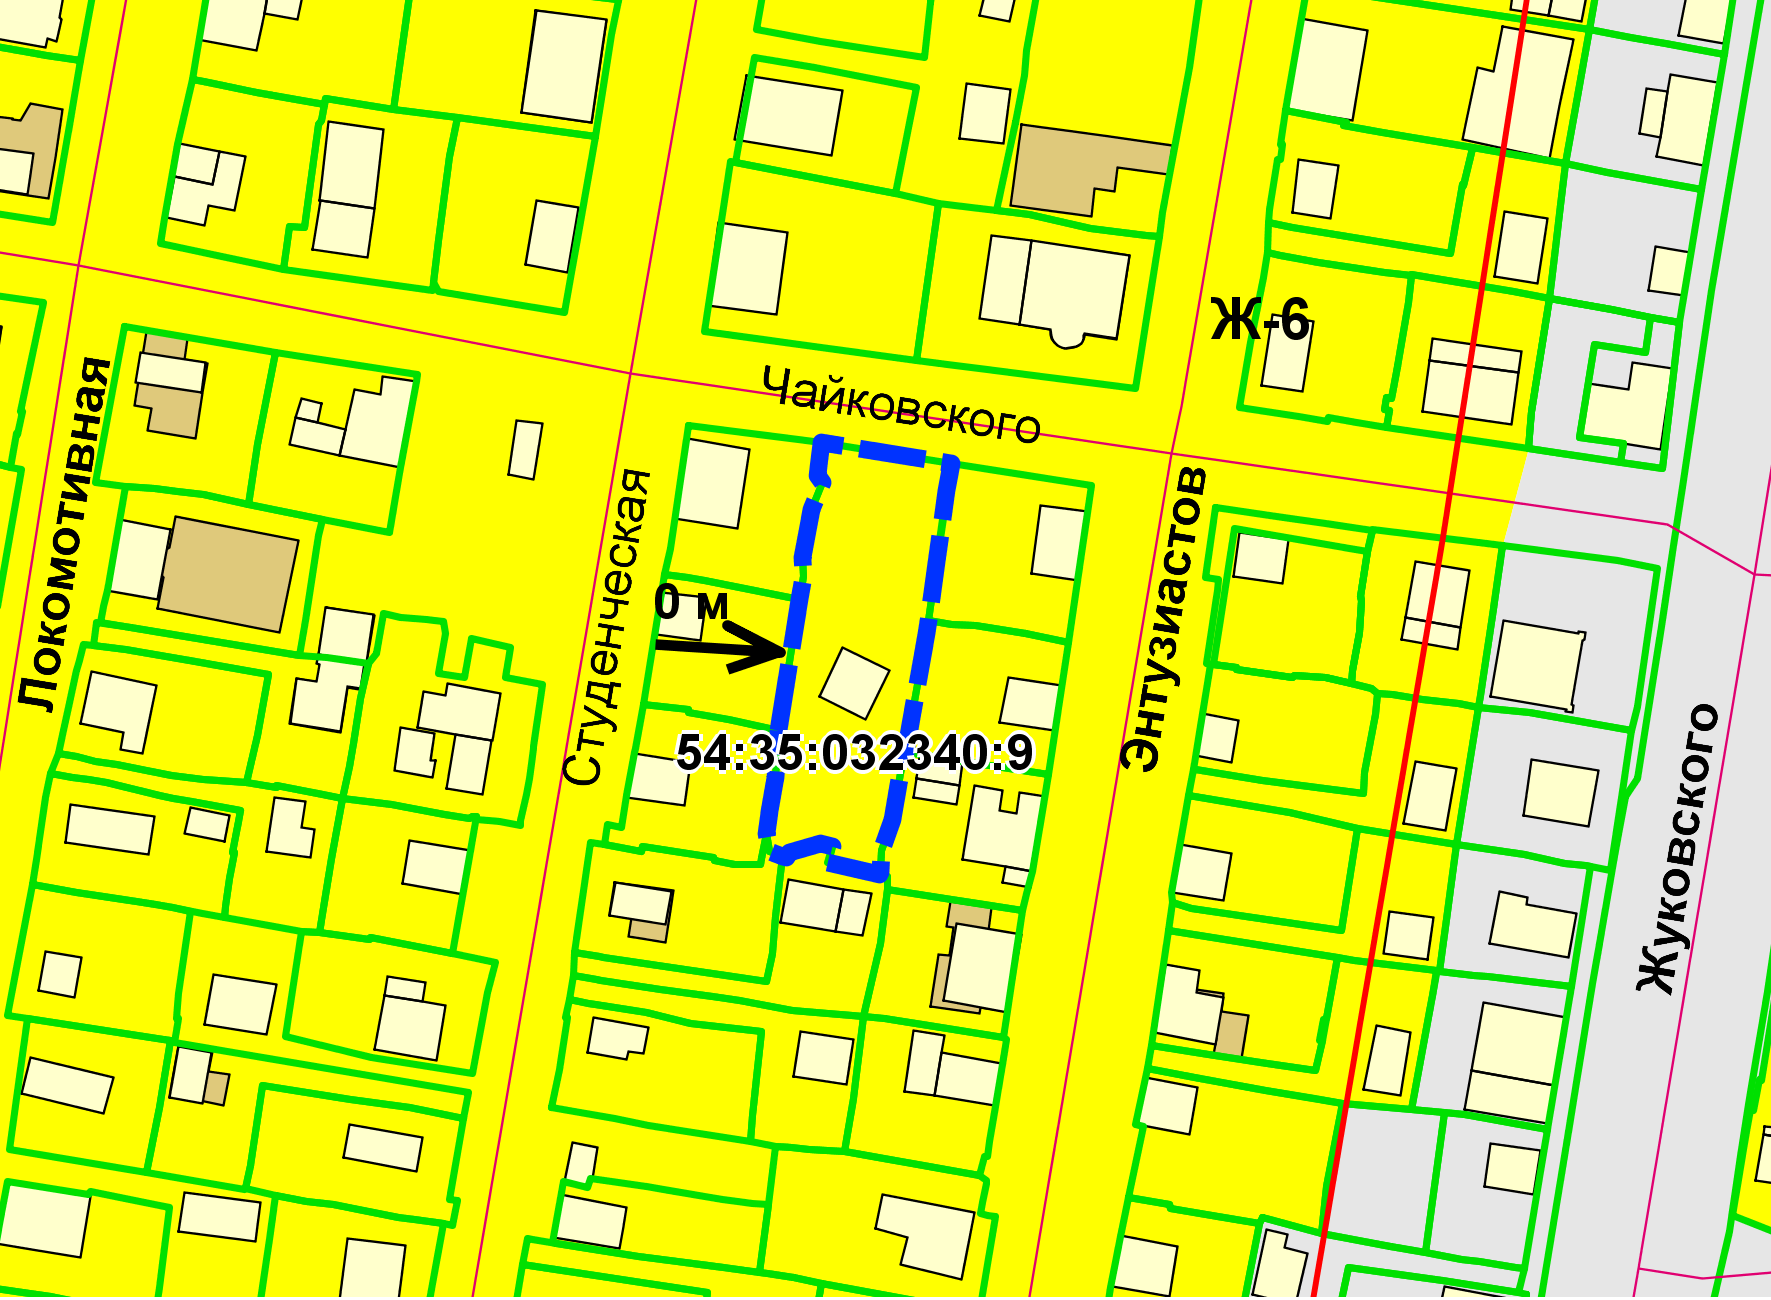 Ж-6
Чайковского
Локомотивная
Студенческая
Энтузиастов
0 м
54:35:032340:9
Жуковского